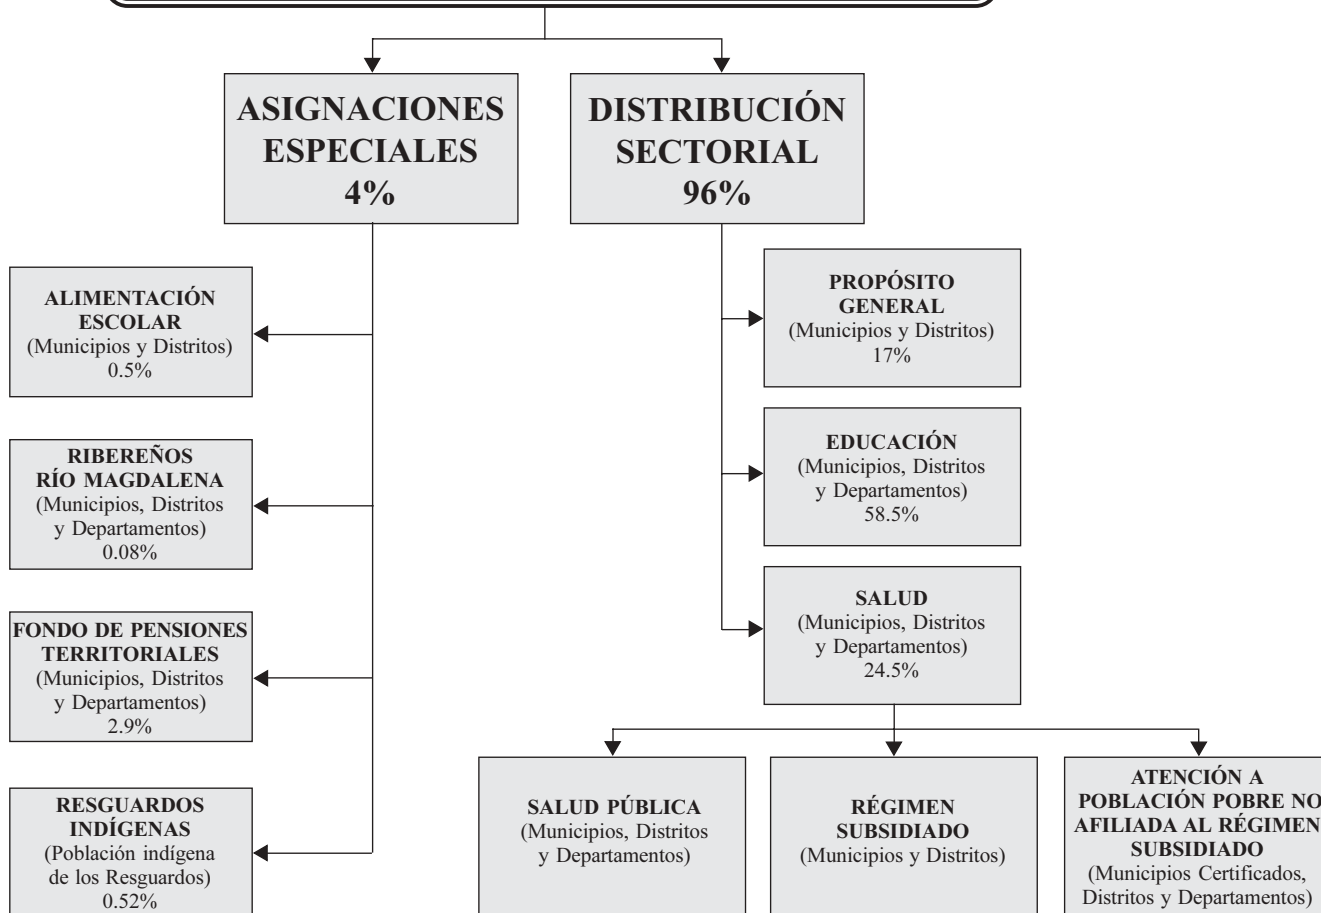 ASIGNACIONES
ESPECIALES
4%
DISTRIBUCIÓN
SECTORIAL
96%
ALIMENTACIÓN
ESCOLAR
(Municipios y Distritos)
0.5%
RIBEREÑOS
RÍO MAGDALENA
(Municipios, Distritos
y Departamentos)
0.08%
FONDO DE PENSIONES
TERRITORIALES
(Municipios, Distritos
y Departamentos)
2.9%
RESGUARDOS
INDÍGENAS
(Población indígena
de los Resguardos)
0.52%
PROPÓSITO
GENERAL
(Municipios y Distritos)
17%
EDUCACIÓN
(Municipios, Distritos
y Departamentos)
58.5%
SALUD
(Municipios, Distritos
y Departamentos)
24.5%
SALUD PÚBLICA
(Municipios, Distritos
y Departamentos)
RÉGIMEN
SUBSIDIADO
(Municipios y Distritos)
ATENCIÓN A
POBLACIÓN POBRE NO
AFILIADA AL RÉGIMEN
SUBSIDIADO
(Municipios Certificados,
Distritos y Departamentos)